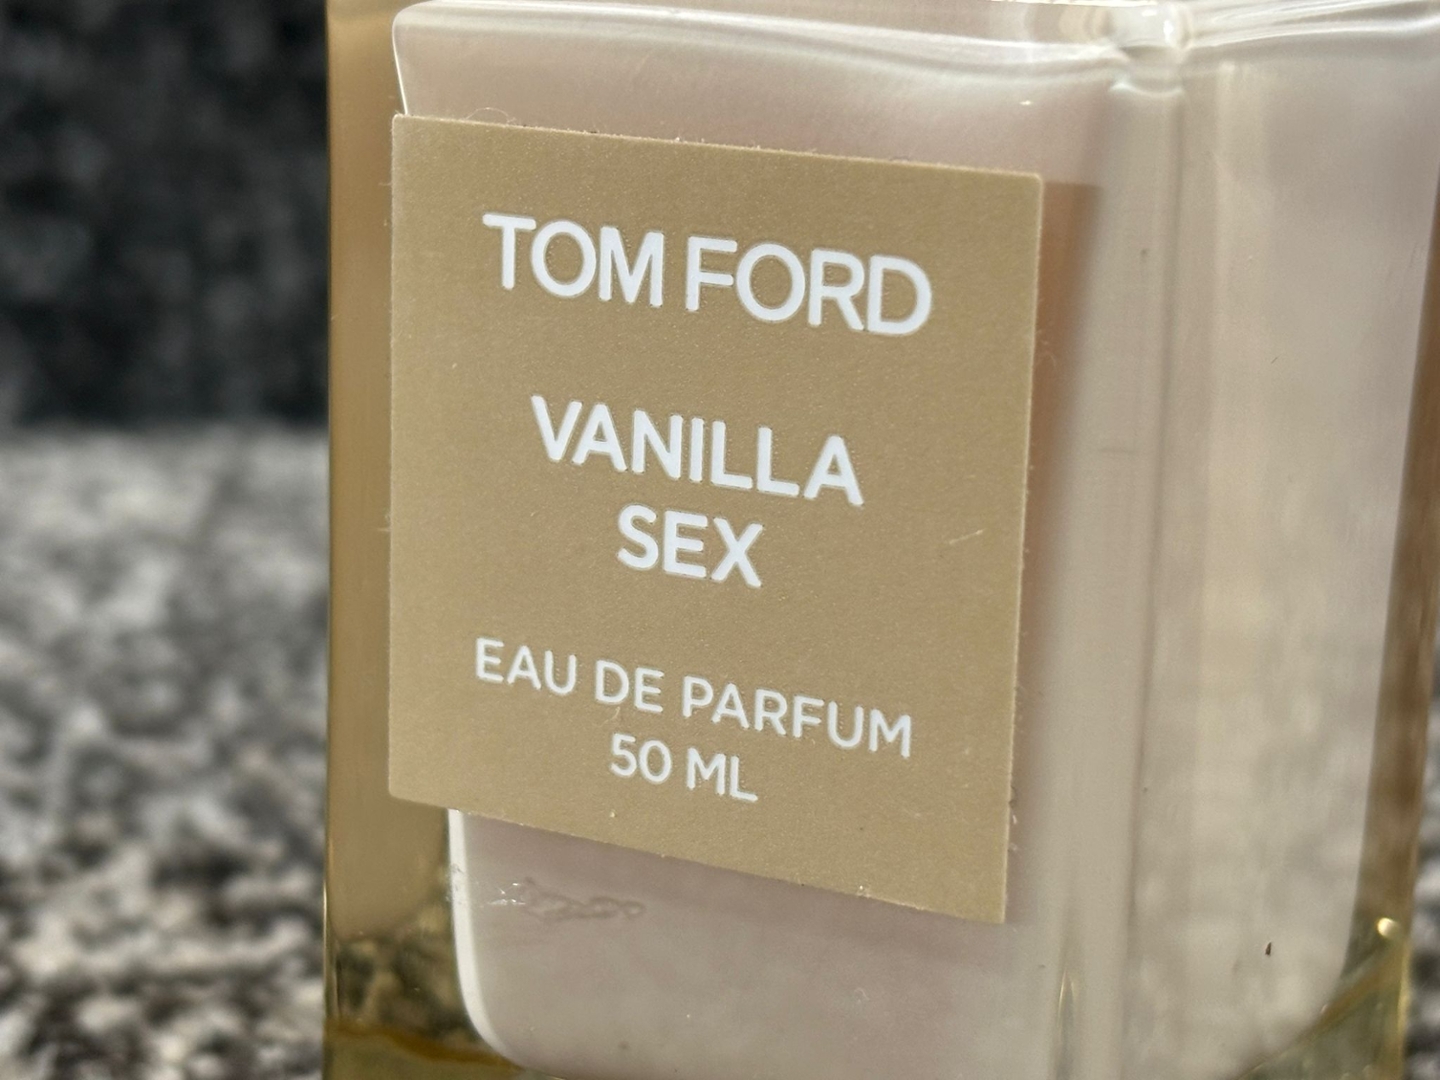 TOM FORD
VANILLA
SEX
EAU DE PARFUM
50 ML